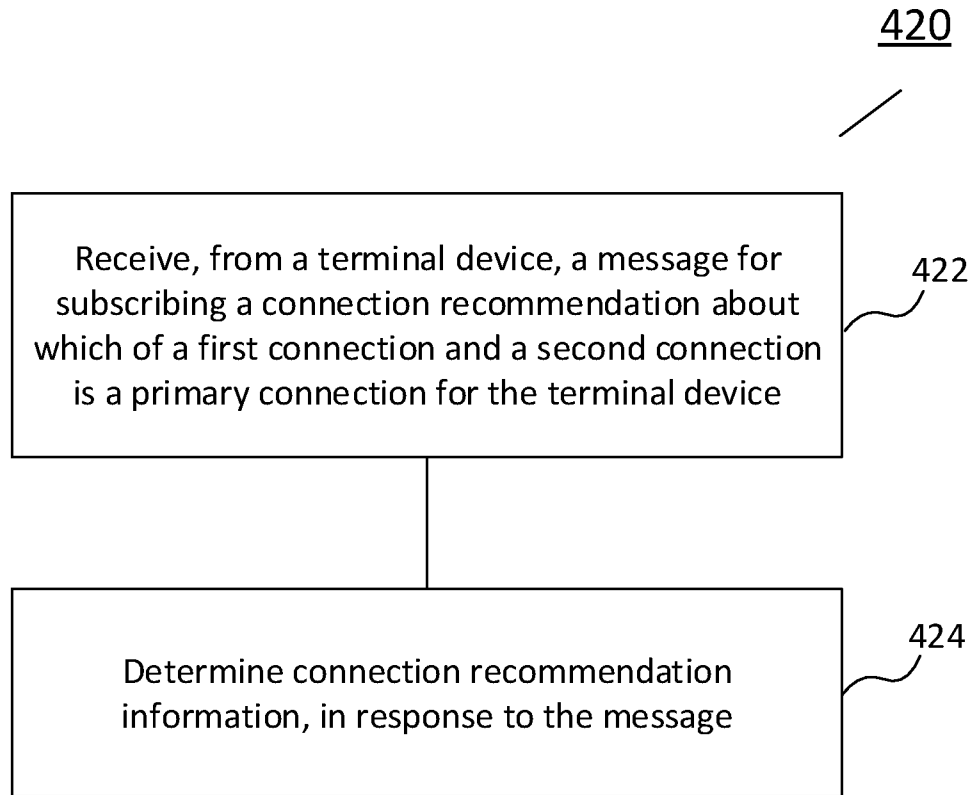 420
Receive, from a terminal device, a message for
subscribing a connection recommendation about
which of a first connection and a second connection
is a primary connection for the terminal device
422
Determine connection recommendation
information, in response to the message
424